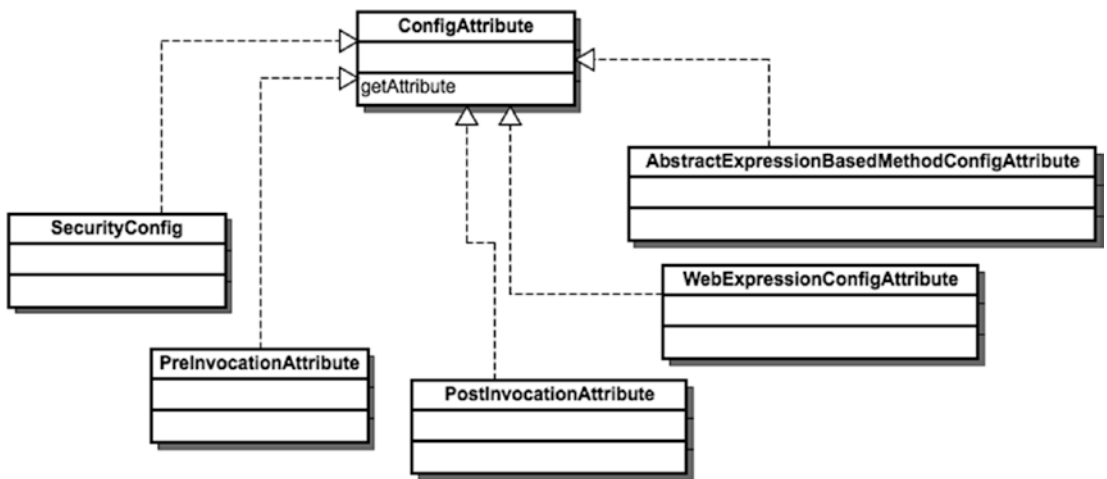 ConfigAttribute
getAttribute
AbstractExpressionBasedMethodConfigAttribute
SecurityConfig
WebExpressionConfigAttribute
PreInvocationAttribute
PostInvocationAttribute